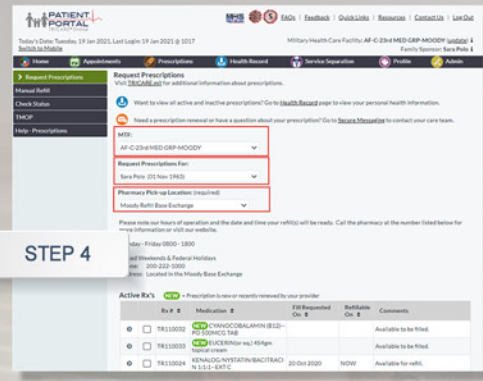 PATIENT
PORTAL
TRICARE Online
MHS
FAQs | Feedback | Quick Links | Resources | Contact Us | Log Out
Today's Date: Tuesday, 19 Jan 2021, Last Login: 19 Jan 2021 @ 1017
Military Health Care Facility: AF-C-23rd MED GRP-MOODY (update)
Switch to Mobile
Family Sponsor: Sara Polo
Home
Appointments
Prescriptions
Health Record
Service Separation
Profile
Admin
> Request Prescriptions
Manual Refill
Check Status
TMOP
Help - Prescriptions
Request Prescriptions
Visit TRICARE.mil for additional information about prescriptions.
Want to view all active and inactive prescriptions? Go to Health Record page to view your personal health information.
Need a prescription renewal or have a question about your prescription? Go to Secure Messaging to contact your care team.
MTF:
AF-C-23rd MED GRP-MOODY
Request Prescriptions For:
Sara Polo (01 Nov 1963)
Pharmacy Pick-up Location: (required)
Moody Refill Base Exchange
Please note our hours of operation and the date and time your refill(s) will be ready. Call the pharmacy at the number listed below for
more information or visit our website.
day - Friday 0800 - 1800
ed Weekends & Federal Holidays
ne: 200-222-1000
dress: Located in the Moody Base Exchange
STEP 4
Active Rx's NEW = Prescription is new or recently renewed by your provider
Rx # Medication Fill Requested On Refillable On Comments
TR110032 NEW CYANOCOBALAMIN (B12)--PO 500MCG TAB Available to be filled.
TR110033 NEW EUCERIN(or eq.) 454gm topical cream Available to be filled.
TR110024 KENALOG/NYSTATIN/BACITRACIN 1:1:1--EXT C 20 Oct 2020 NOW Available for refill.